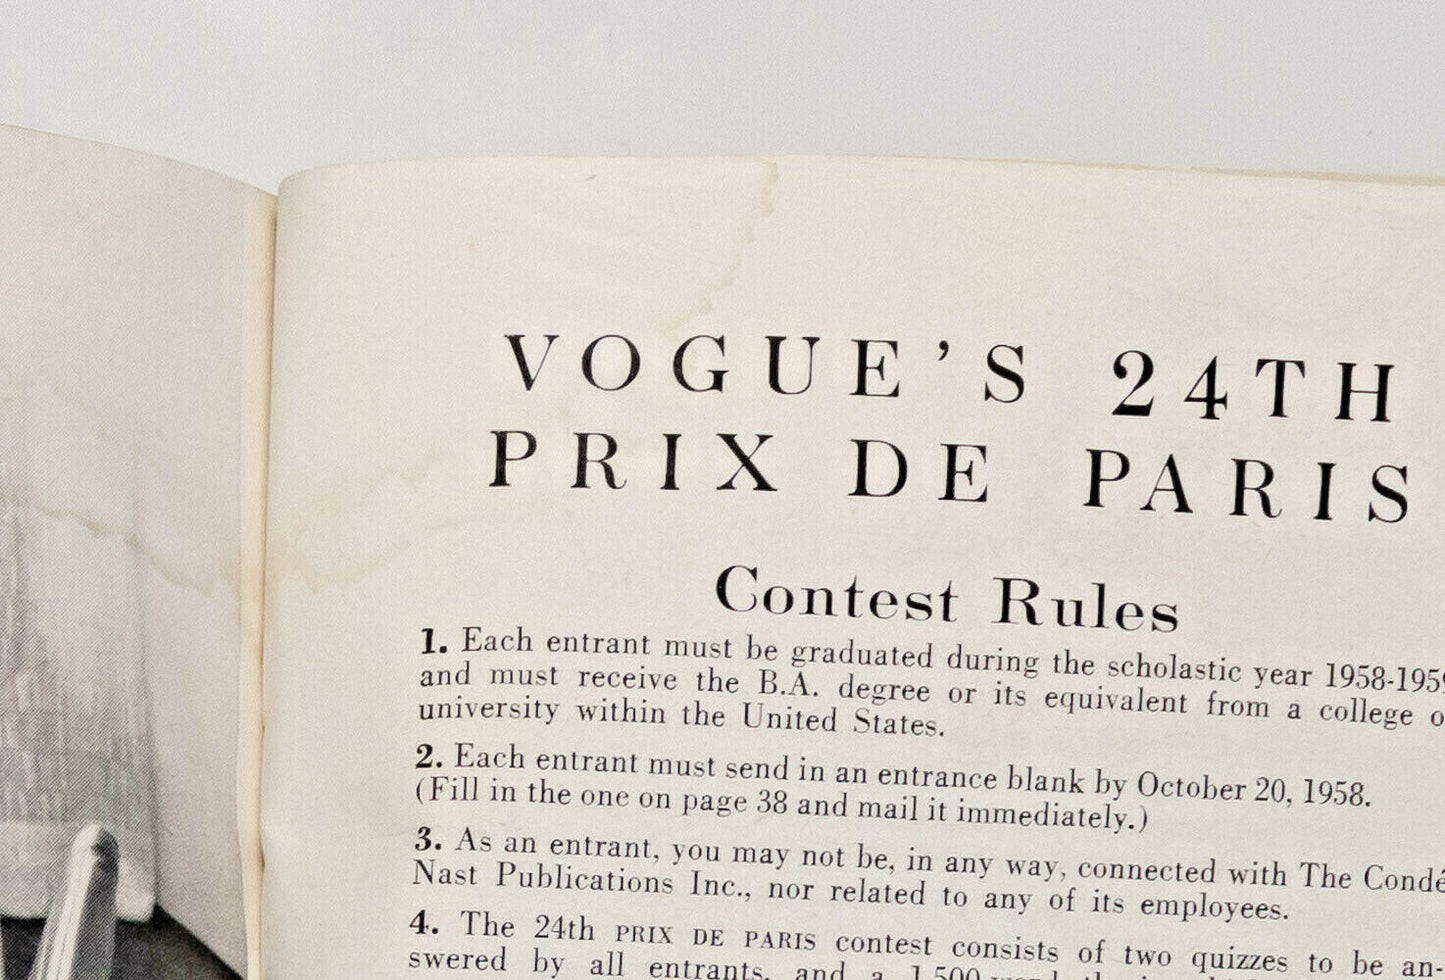 VOGUE'S 24TH
PRIX DE PARIS
Contest Rules
1. Each entrant must be graduated during the scholastic year 1958-1959
and must receive the B.A. degree or its equivalent from a college o
university within the United States.
2. Each entrant must send in an entrance blank by October 20, 1958.
(Fill in the one on page 38 and mail it immediately.)
3. As an entrant, you may not be, in any way, connected with The Condé
Nast Publications Inc., nor related to any of its employees.
4. The 24th PRIX DE PARIS contest consists of two quizzes to be an-
swered by all entrants, and a 1,500-word